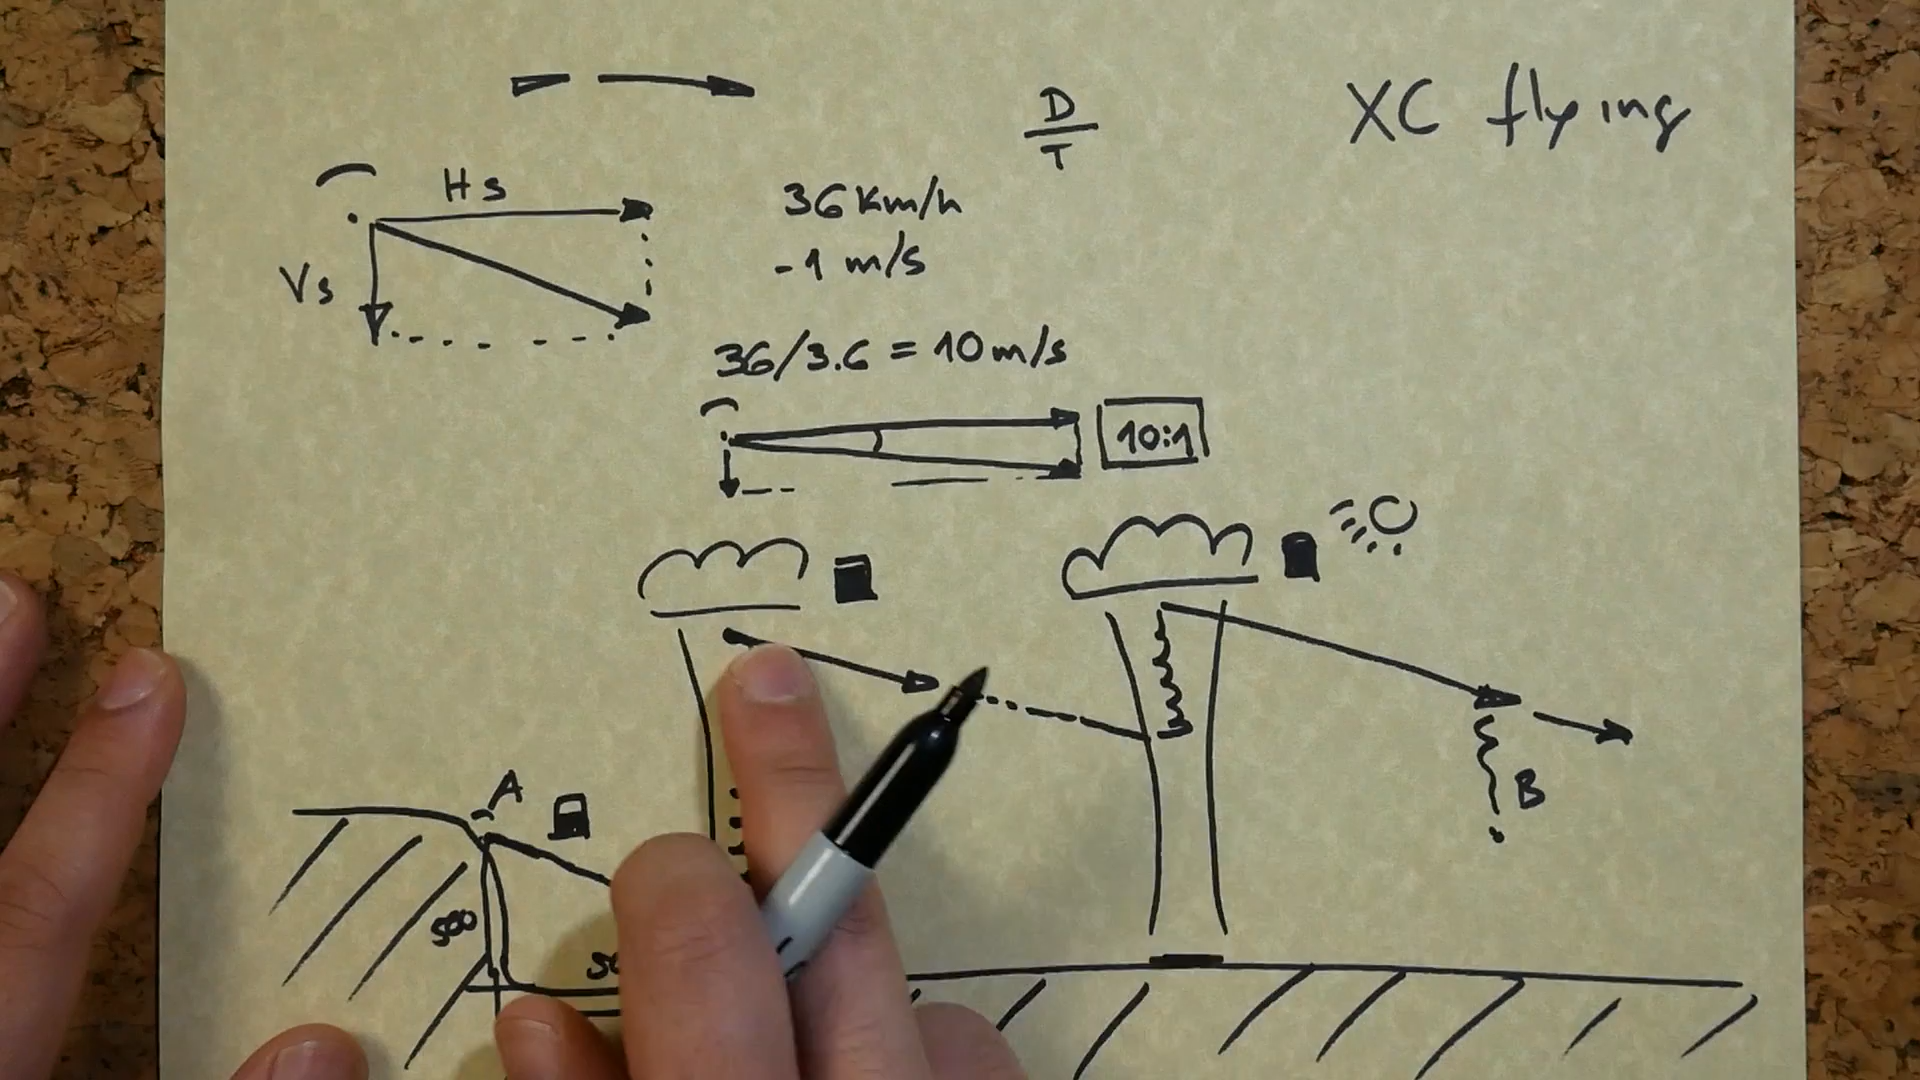 XC flying
D
T
Hs
36 Km/h
Vs
-1 m/s
36/3.6 = 10 m/s
10:1
A
B
500